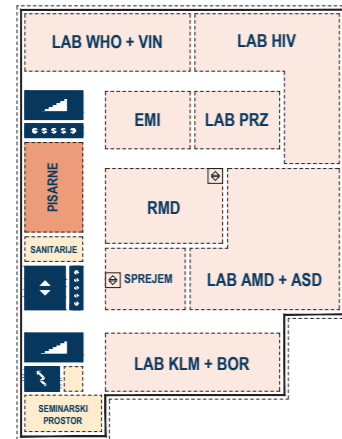 LAB WHO + VIN
LAB HIV
EMI
LAB PRZ
PISARNE
RMD
SANITARIJE
SPREJEM
LAB AMD + ASD
LAB KLM + BOR
SEMINARSKI
PROSTOR